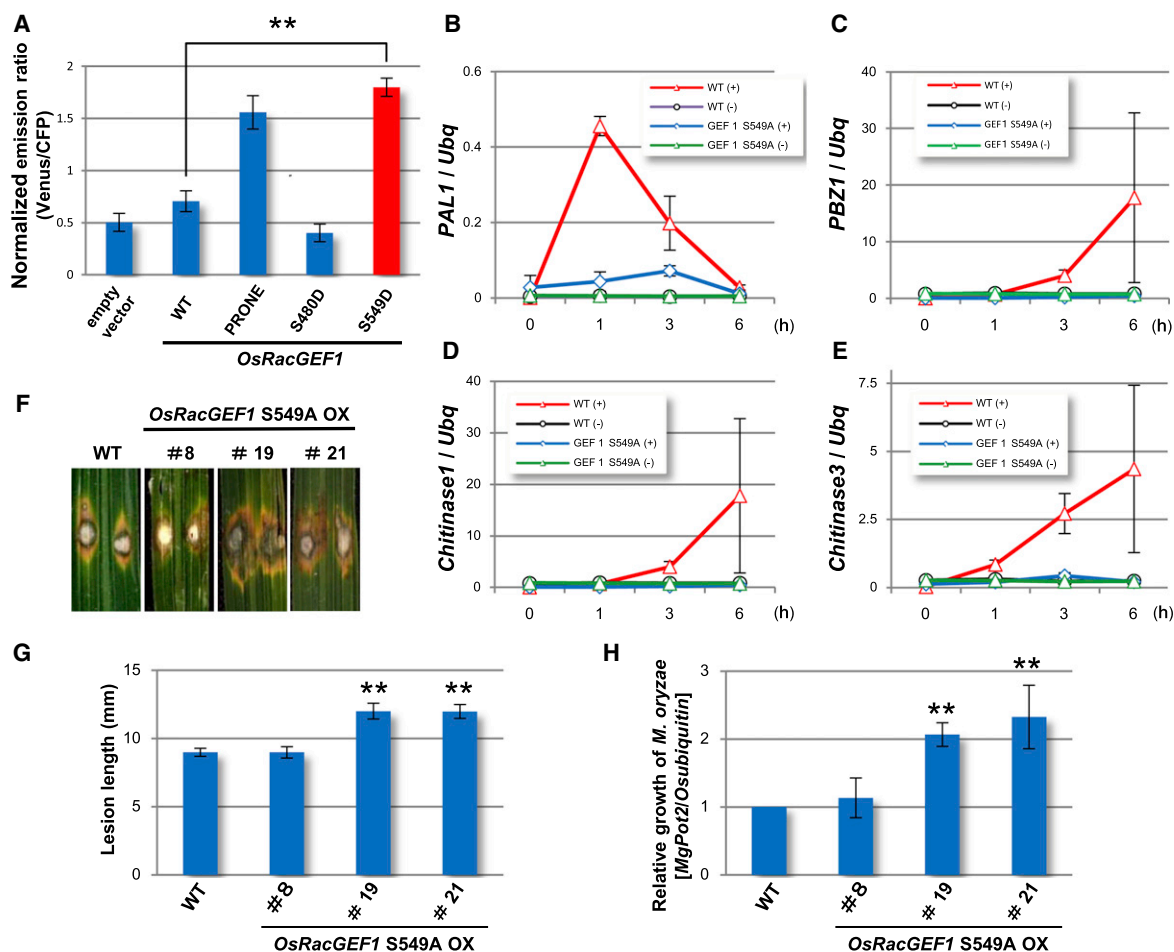 A
**
Normalized emission ratio
(Venus/CFP)
2
1.5
1
0.5
0
empty
vector
WT
PRONE
S480D
S549D
OsRacGEF1
B
PAL1 / Ubq
0.6
0.4
0.2
0
WT (+)
WT (-)
GEF 1 S549A (+)
GEF 1 S549A (-)
0 1 3 6 (h)
C
PBZ1 / Ubq
40
30
20
10
0
WT (+)
WT (-)
GEF 1 S549A (+)
GEF 1 S549A (-)
0 1 3 6 (h)
D
Chitinase1 / Ubq
40
30
20
10
0
WT (+)
WT (-)
GEF 1 S549A (+)
GEF 1 S549A (-)
0 1 3 6 (h)
E
Chitinase3 / Ubq
7.5
5
2.5
0
WT (+)
WT (-)
GEF 1 S549A (+)
GEF 1 S549A (-)
0 1 3 6 (h)
F
OsRacGEF1 S549A OX
WT #8 # 19 # 21
G
Lesion length (mm)
15
10
5
0
** **
WT #8 # 19 # 21
OsRacGEF1 S549A OX
H
Relative growth of M. oryzae
[MgPot2/Osubiquitin]
3
2
1
0
** **
WT #8 # 19 # 21
OsRacGEF1 S549A OX